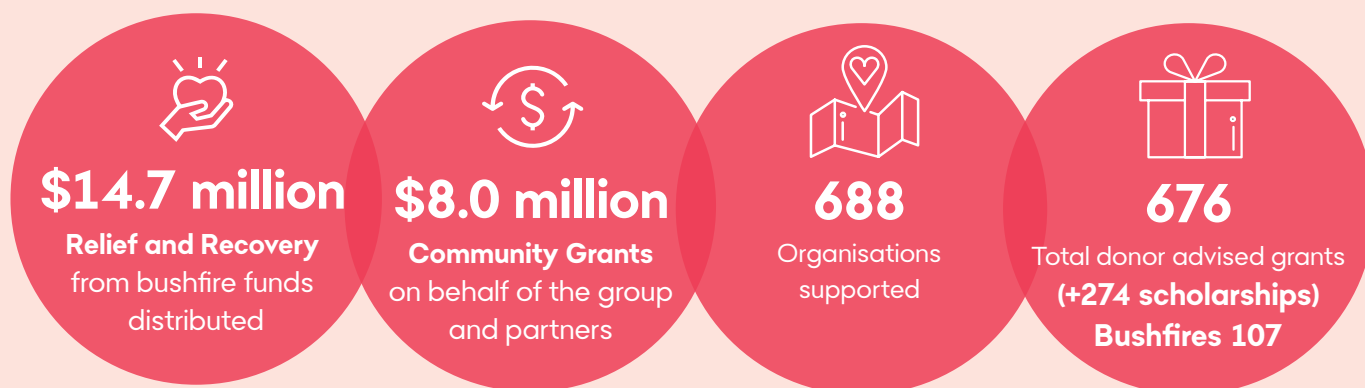 $14.7 million
Relief and Recovery
from bushfire funds
distributed
$8.0 million
Community Grants
on behalf of the group
and partners
688
Organisations
supported
676
Total donor advised grants
(+274 scholarships)
Bushfires 107